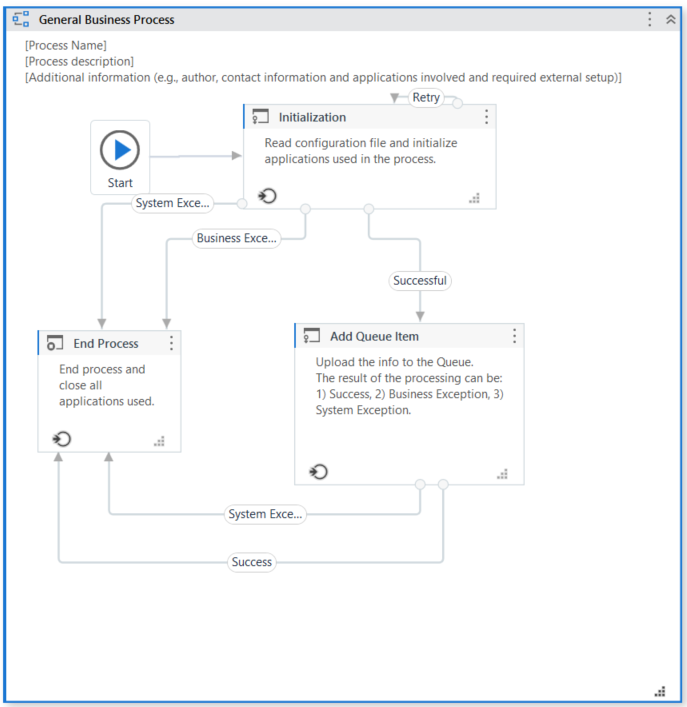 General Business Process
[Process Name]
[Process description]
[Additional information (e.g., author, contact information and applications involved and required external setup)]
Retry
Initialization
Read configuration file and initialize
applications used in the process.
Start
System Exce...
Business Exce...
Successful
End Process
End process and
close all
applications used.
Add Queue Item
Upload the info to the Queue.
The result of the processing can be:
1) Success, 2) Business Exception, 3)
System Exception.
System Exce...
Success